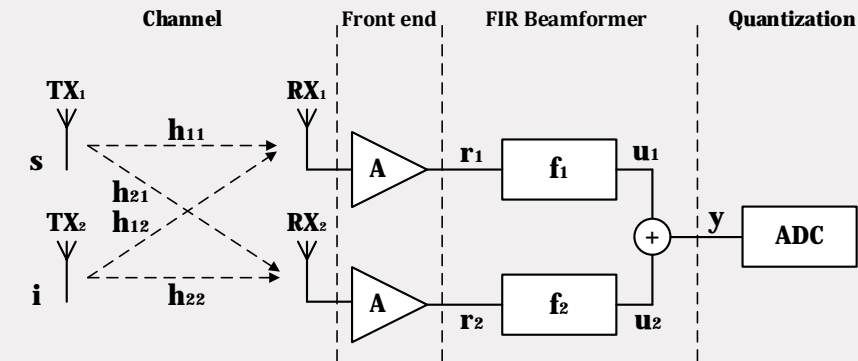 Channel Front end FIR Beamformer Quantization
TX₁ RX₁
h₁₁
s A r₁ f₁ u₁
h₂₁
h₁₂
TX₂ RX₂
+ y ADC
i h₂₂ A r₂ f₂ u₂